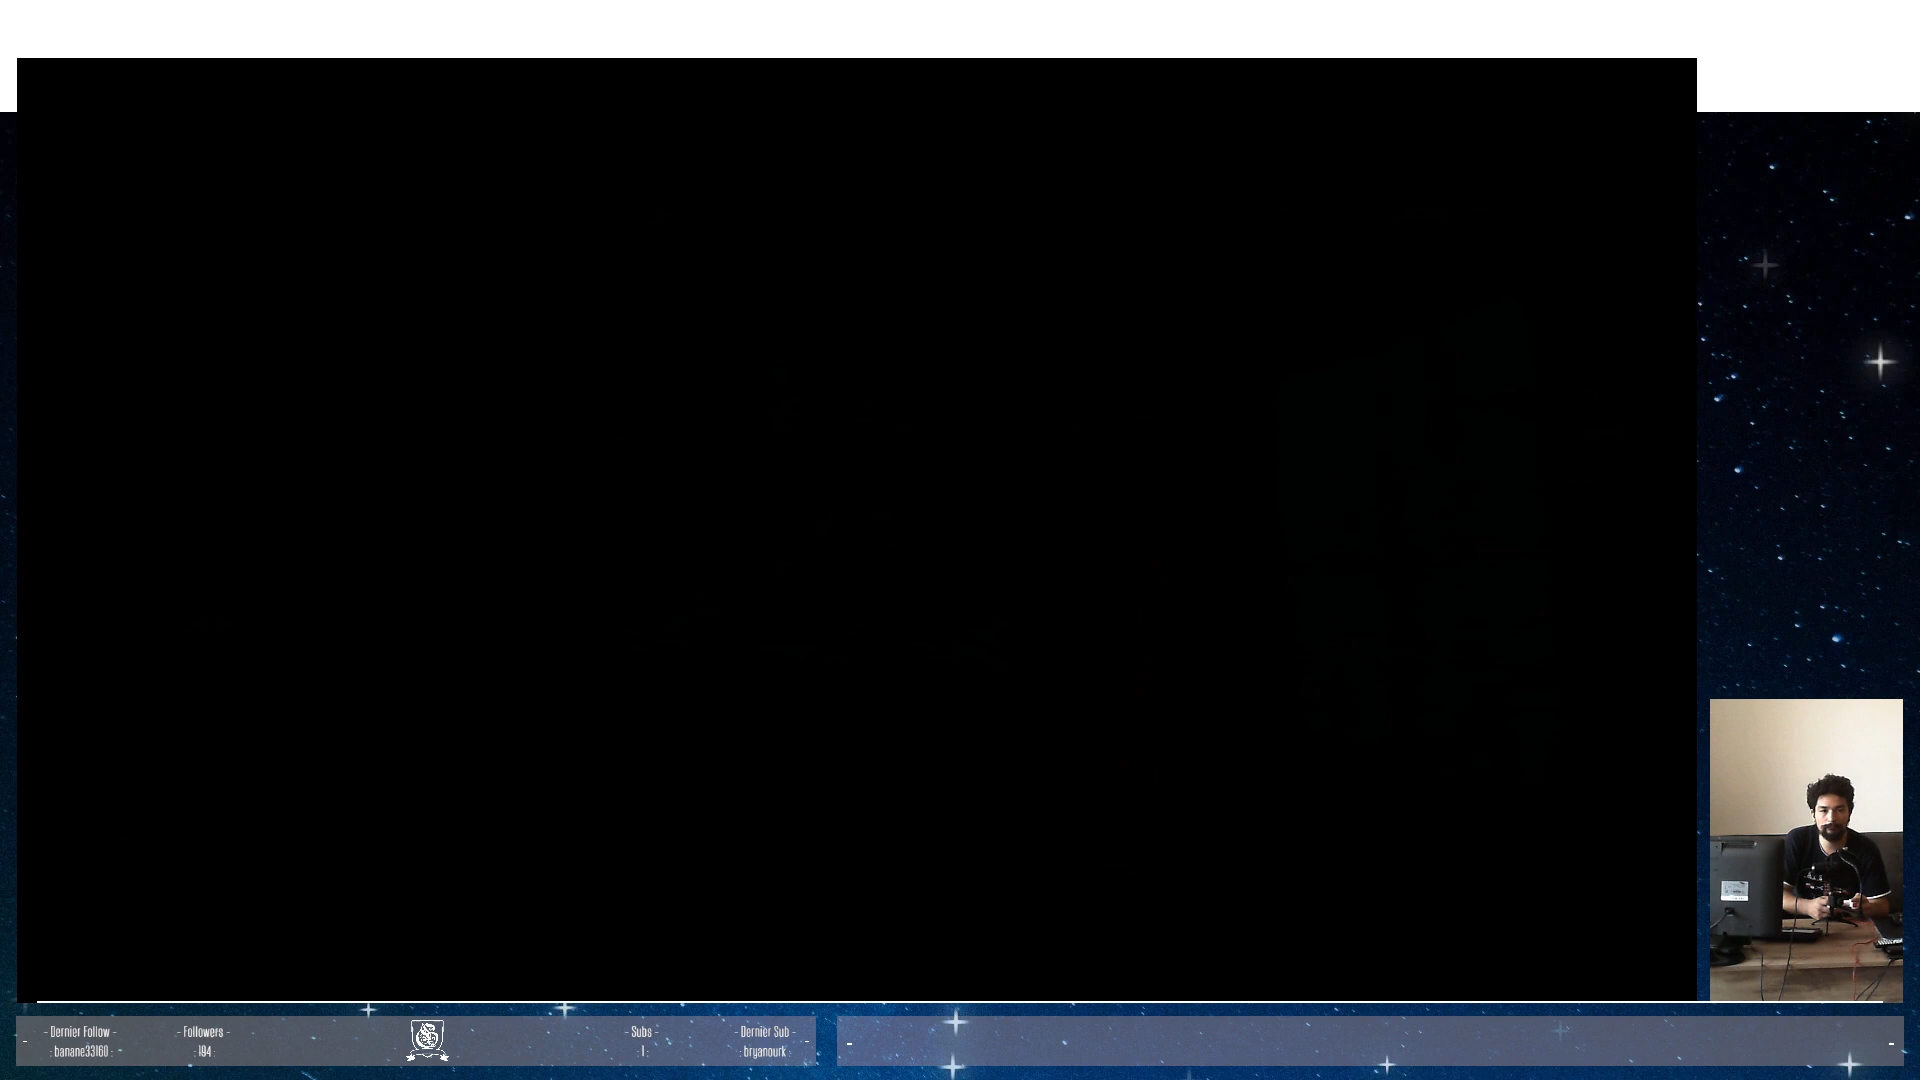 - Dernier Follow -
: banane33160 :
- Followers -
: 194 :
- Subs -
: 1 :
- Dernier Sub -
: bryanourk :